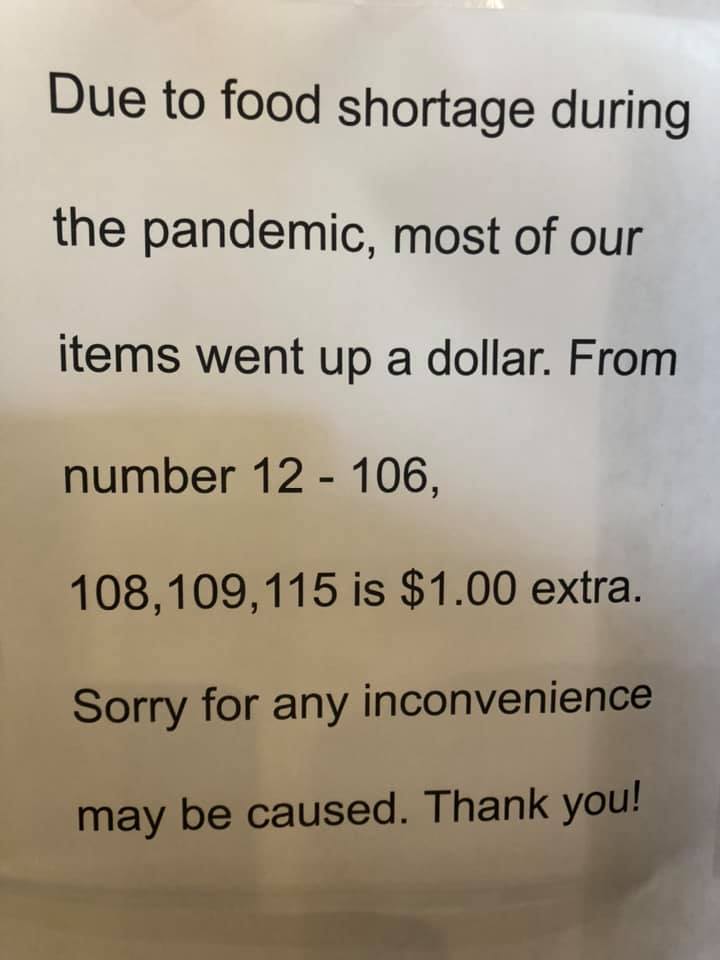 Due to food shortage during
the pandemic, most of our
items went up a dollar. From
number 12 - 106,
108,109,115 is $1.00 extra.
Sorry for any inconvenience
may be caused. Thank you!